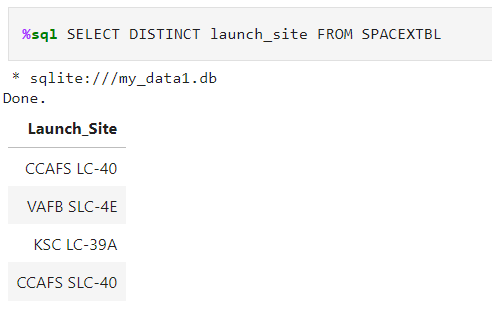 %sql SELECT DISTINCT launch_site FROM SPACEXTBL
* sqlite:///my_data1.db
Done.
Launch_Site
CCAFS LC-40
VAFB SLC-4E
KSC LC-39A
CCAFS SLC-40